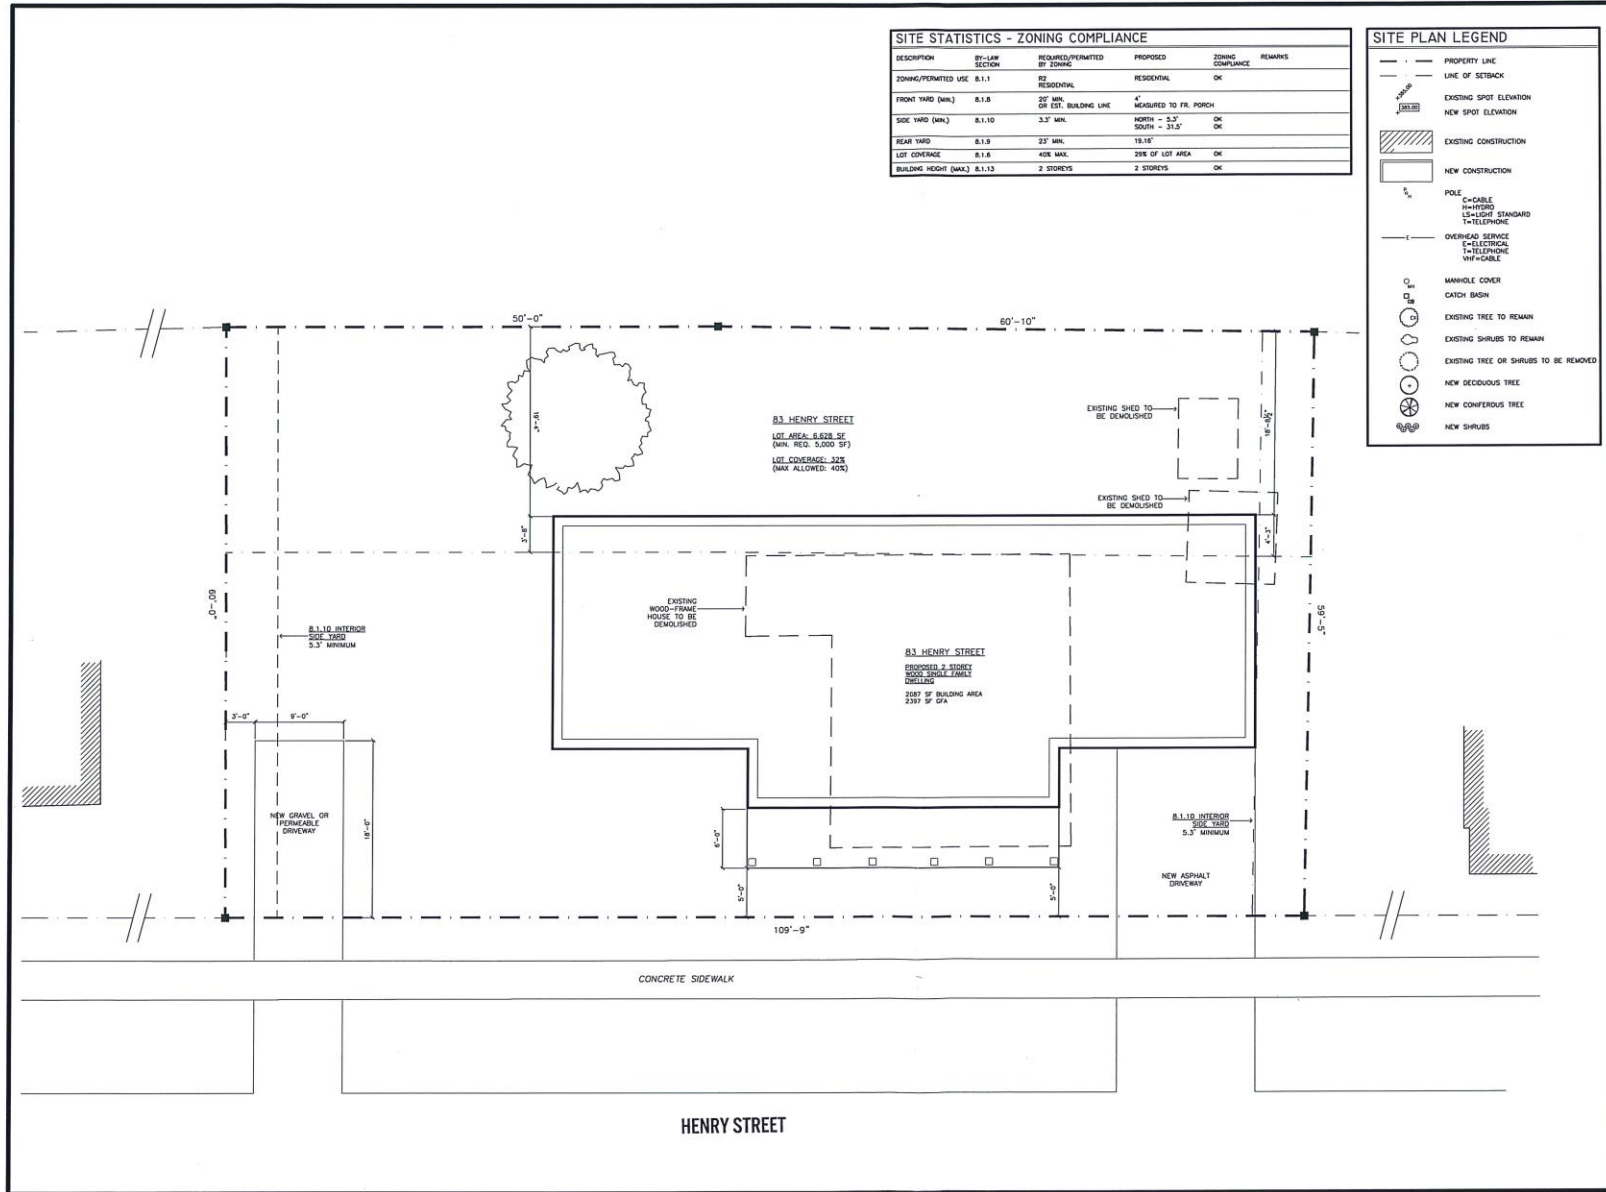 SITE STATISTICS - ZONING COMPLIANCE
DESCRIPTION BY-LAW SECTION REQUIRED/PERMITTED BY ZONING PROPOSED ZONING COMPLIANCE REMARKS
ZONING/PERMITTED USE 8.1.1 R2 RESIDENTIAL RESIDENTIAL OK
FRONT YARD (MIN.) 8.1.8 20' MIN. OR EST. BUILDING LINE 4' MEASURED TO FR. PORCH
SIDE YARD (MIN.) 8.1.10 3.3' MIN. NORTH - 5.3' OK
SOUTH - 31.5' OK
REAR YARD 8.1.9 23' MIN. 19.16'
LOT COVERAGE 8.1.6 40% MAX. 29% OF LOT AREA OK
BUILDING HEIGHT (MAX.) 8.1.13 2 STOREYS 2 STOREYS OK
SITE PLAN LEGEND
PROPERTY LINE
LINE OF SETBACK
EXISTING SPOT ELEVATION
NEW SPOT ELEVATION
EXISTING CONSTRUCTION
NEW CONSTRUCTION
POLE
C=CABLE
H=HYDRO
LS=LIGHT STANDARD
T=TELEPHONE
E
OVERHEAD SERVICE
E=ELECTRICAL
T=TELEPHONE
VHF=CABLE
MH
MANHOLE COVER
CB
CATCH BASIN
EXISTING TREE TO REMAIN
EXISTING SHRUBS TO REMAIN
EXISTING TREE OR SHRUBS TO BE REMOVED
NEW DECIDUOUS TREE
NEW CONIFEROUS TREE
NEW SHRUBS
50'-0"
60'-10"
19'-4"
83 HENRY STREET
LOT AREA: 6,628 SF
(MIN. REQ. 5,000 SF)
LOT COVERAGE: 32%
(MAX ALLOWED: 40%)
EXISTING SHED TO
BE DEMOLISHED
18'-8½"
EXISTING SHED TO
BE DEMOLISHED
3'-8"
4'-3"
60'-0"
59'-5"
EXISTING
WOOD-FRAME
HOUSE TO BE
DEMOLISHED
8.1.10 INTERIOR
SIDE YARD
5.3' MINIMUM
83 HENRY STREET
PROPOSED 2 STOREY
WOOD SINGLE FAMILY
DWELLING
2087 SF BUILDING AREA
2397 SF GFA
3'-0"
9'-0"
NEW GRAVEL OR
PERMEABLE
DRIVEWAY
18'-0"
6'-0"
8.1.10 INTERIOR
SIDE YARD
5.3' MINIMUM
NEW ASPHALT
DRIVEWAY
5'-0"
5'-0"
109'-9"
CONCRETE SIDEWALK
HENRY STREET